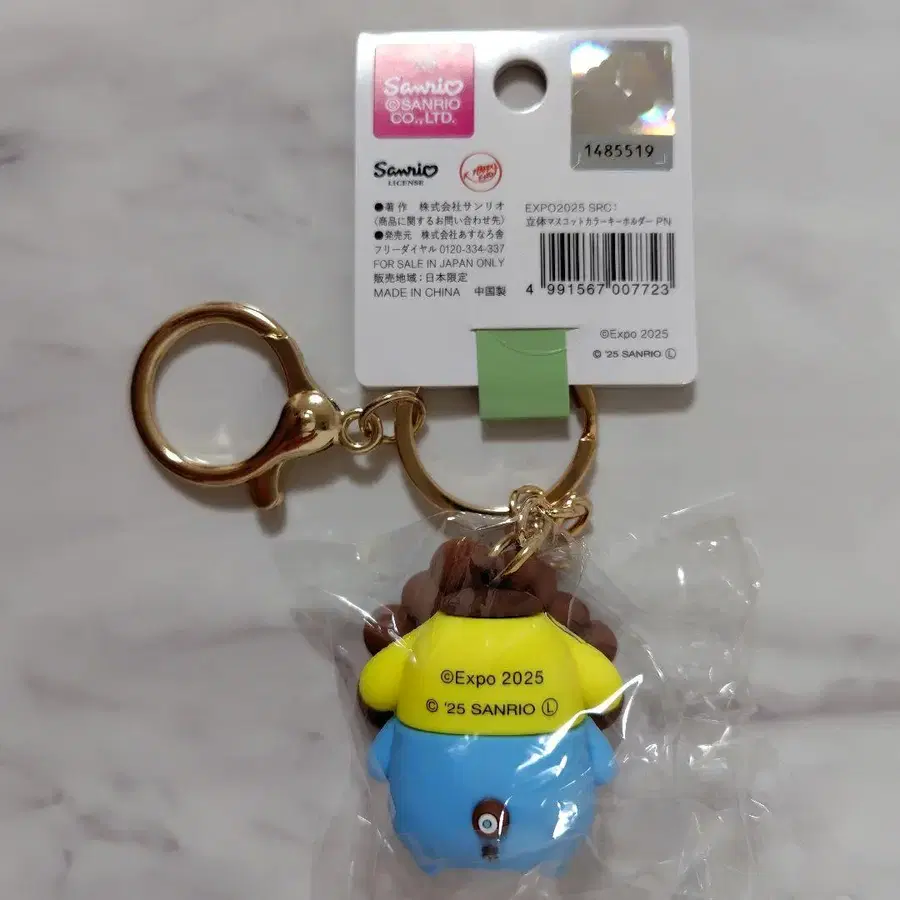 Sanrio
©SANRIO
CO.,LTD.
1485519
Sanrio
LICENSE
●著作 株式会社サンリオ
(商品に関するお問い合わせ先)
●発売元 株式会社あすなろ舎
フリーダイヤル 0120-334-337
FOR SALE IN JAPAN ONLY
販売地域:日本限定
MADE IN CHINA 中国製
EXPO2025 SRC1
立体マスコットカラーキーホルダー PN
4 991567 007723
©Expo 2025
© '25 SANRIO Ⓛ
©Expo 2025
© '25 SANRIO Ⓛ